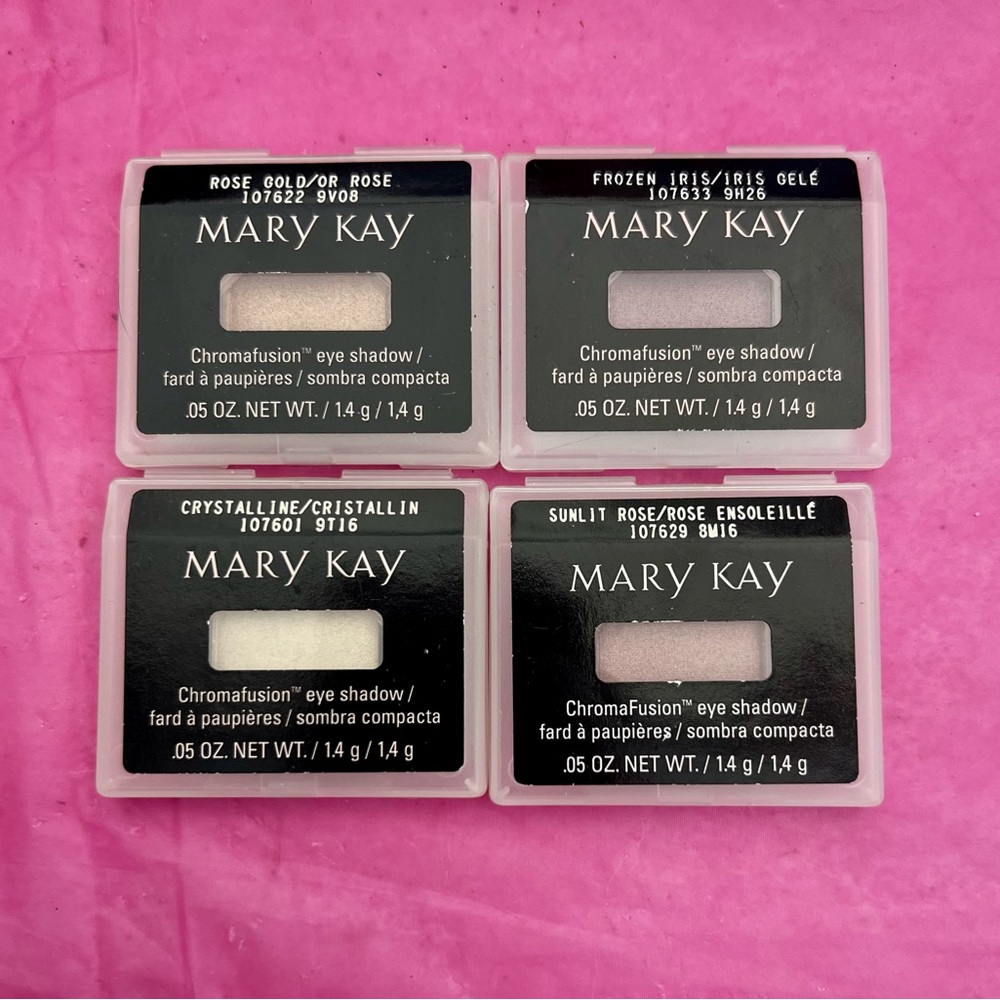 ROSE GOLD/OR ROSE
107622 9V08
MARY KAY
Chromafusion™ eye shadow /
fard à paupières / sombra compacta
.05 OZ. NET WT. / 1.4 g / 1,4 g
FROZEN IRIS/IRIS GELÉ
107633 9H26
MARY KAY
Chromafusion™ eye shadow /
fard à paupières / sombra compacta
.05 OZ. NET WT. / 1.4 g / 1,4 g
CRYSTALLINE/CRISTALLIN
107601 9T16
MARY KAY
Chromafusion™ eye shadow /
fard à paupières / sombra compacta
.05 OZ. NET WT. / 1.4 g / 1,4 g
SUNLIT ROSE/ROSE ENSOLEILLÉ
107629 8M16
MARY KAY
ChromaFusion™ eye shadow /
fard à paupières / sombra compacta
.05 OZ. NET WT. / 1.4 g / 1,4 g